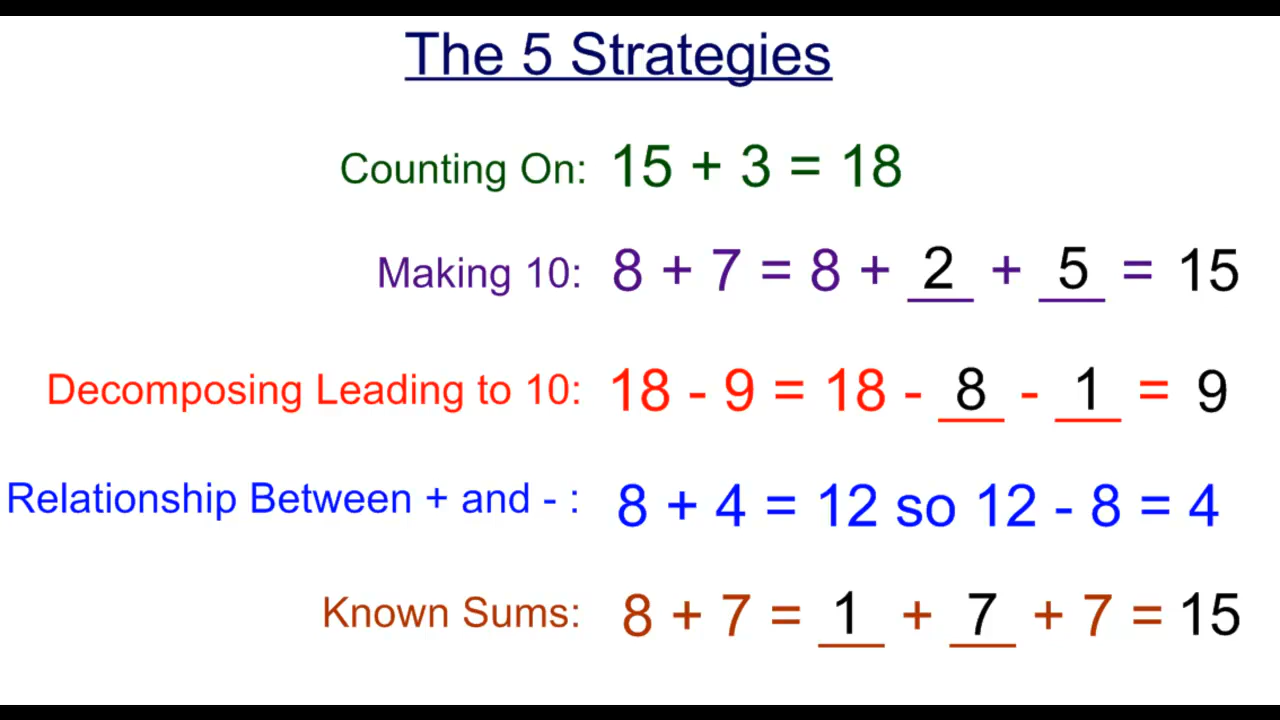 The 5 Strategies
Counting On: 15 + 3 = 18
Making 10: 8 + 7 = 8 + 2 + 5 = 15
Decomposing Leading to 10: 18 - 9 = 18 - 8 - 1 = 9
Relationship Between + and - : 8 + 4 = 12 so 12 - 8 = 4
Known Sums: 8 + 7 = 1 + 7 + 7 = 15